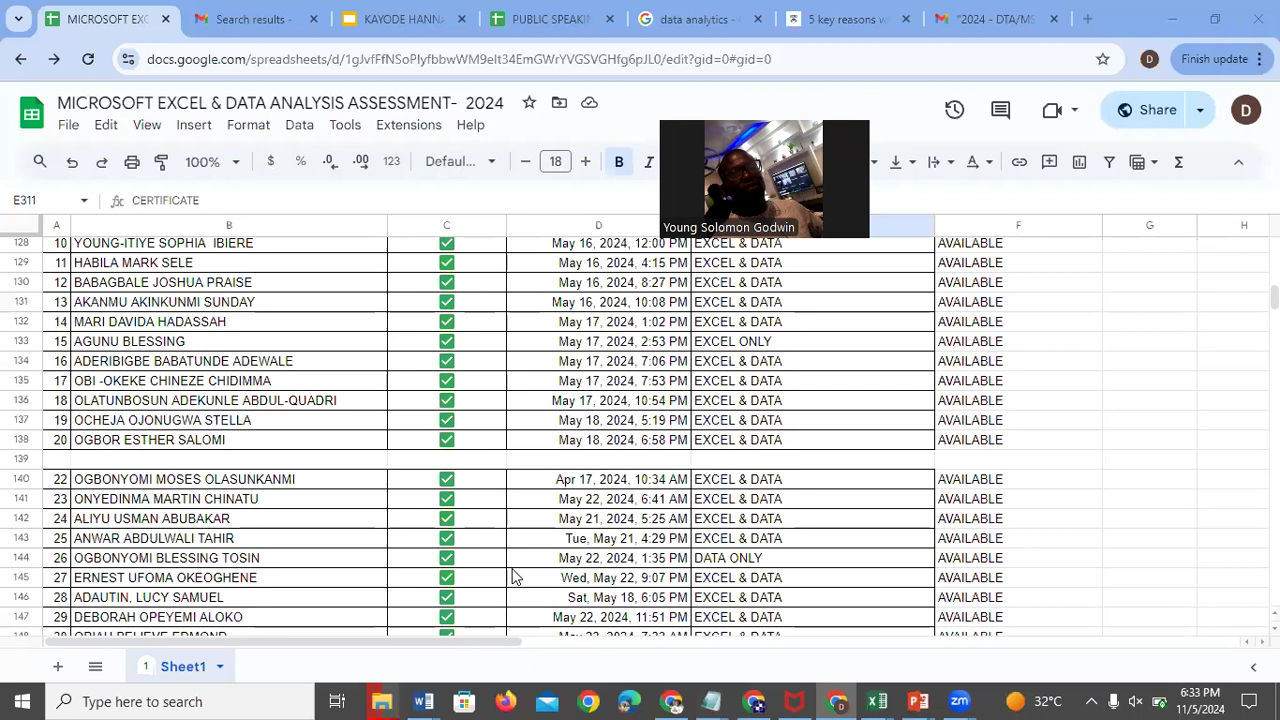 MICROSOFT EXC
Search results -
KAYODE HANNA
PUBLIC SPEAKIN
data analytics -
5 key reasons w
"2024 - DTA/MS
docs.google.com/spreadsheets/d/1gJvfFfNSoPlyfbbwWM9eIt34EmGWrYVGSVGHfg6pJL0/edit?gid=0#gid=0
D
Finish update
MICROSOFT EXCEL & DATA ANALYSIS ASSESSMENT- 2024
Share
D
File Edit View Insert Format Data Tools Extensions Help
100% $ % .0 .00 123 Defaul... 18 B I
E311 fx CERTIFICATE
Young Solomon Godwin
A B C D F G H
128 10 YOUNG-ITIYE SOPHIA IBIERE May 16, 2024, 12:00 PM EXCEL & DATA AVAILABLE
129 11 HABILA MARK SELE May 16, 2024, 4:15 PM EXCEL & DATA AVAILABLE
130 12 BABAGBALE JOSHUA PRAISE May 16, 2024, 8:27 PM EXCEL & DATA AVAILABLE
131 13 AKANMU AKINKUNMI SUNDAY May 16, 2024, 10:08 PM EXCEL & DATA AVAILABLE
132 14 MARI DAVIDA HADASSAH May 17, 2024, 1:02 PM EXCEL & DATA AVAILABLE
133 15 AGUNU BLESSING May 17, 2024, 2:53 PM EXCEL ONLY AVAILABLE
134 16 ADERIBIGBE BABATUNDE ADEWALE May 17, 2024, 7:06 PM EXCEL & DATA AVAILABLE
135 17 OBI -OKEKE CHINEZE CHIDIMMA May 17, 2024, 7:53 PM EXCEL & DATA AVAILABLE
136 18 OLATUNBOSUN ADEKUNLE ABDUL-QUADRI May 17, 2024, 10:54 PM EXCEL & DATA AVAILABLE
137 19 OCHEJA OJONUGWA STELLA May 18, 2024, 5:19 PM EXCEL & DATA AVAILABLE
138 20 OGBOR ESTHER SALOMI May 18, 2024, 6:58 PM EXCEL & DATA AVAILABLE
139
140 22 OGBONYOMI MOSES OLASUNKANMI Apr 17, 2024, 10:34 AM EXCEL & DATA AVAILABLE
141 23 ONYEDINMA MARTIN CHINATU May 22, 2024, 6:41 AM EXCEL & DATA AVAILABLE
142 24 ALIYU USMAN ABUBAKAR May 21, 2024, 5:25 AM EXCEL & DATA AVAILABLE
143 25 ANWAR ABDULWALI TAHIR Tue, May 21, 4:29 PM EXCEL & DATA AVAILABLE
144 26 OGBONYOMI BLESSING TOSIN May 22, 2024, 1:35 PM DATA ONLY AVAILABLE
145 27 ERNEST UFOMA OKEOGHENE Wed, May 22, 9:07 PM EXCEL & DATA AVAILABLE
146 28 ADAUTIN, LUCY SAMUEL Sat, May 18, 6:05 PM EXCEL & DATA AVAILABLE
147 29 DEBORAH OPEYEMI ALOKO May 22, 2024, 11:51 PM EXCEL & DATA AVAILABLE
1 Sheet1
Type here to search
32°C
6:33 PM
11/5/2024